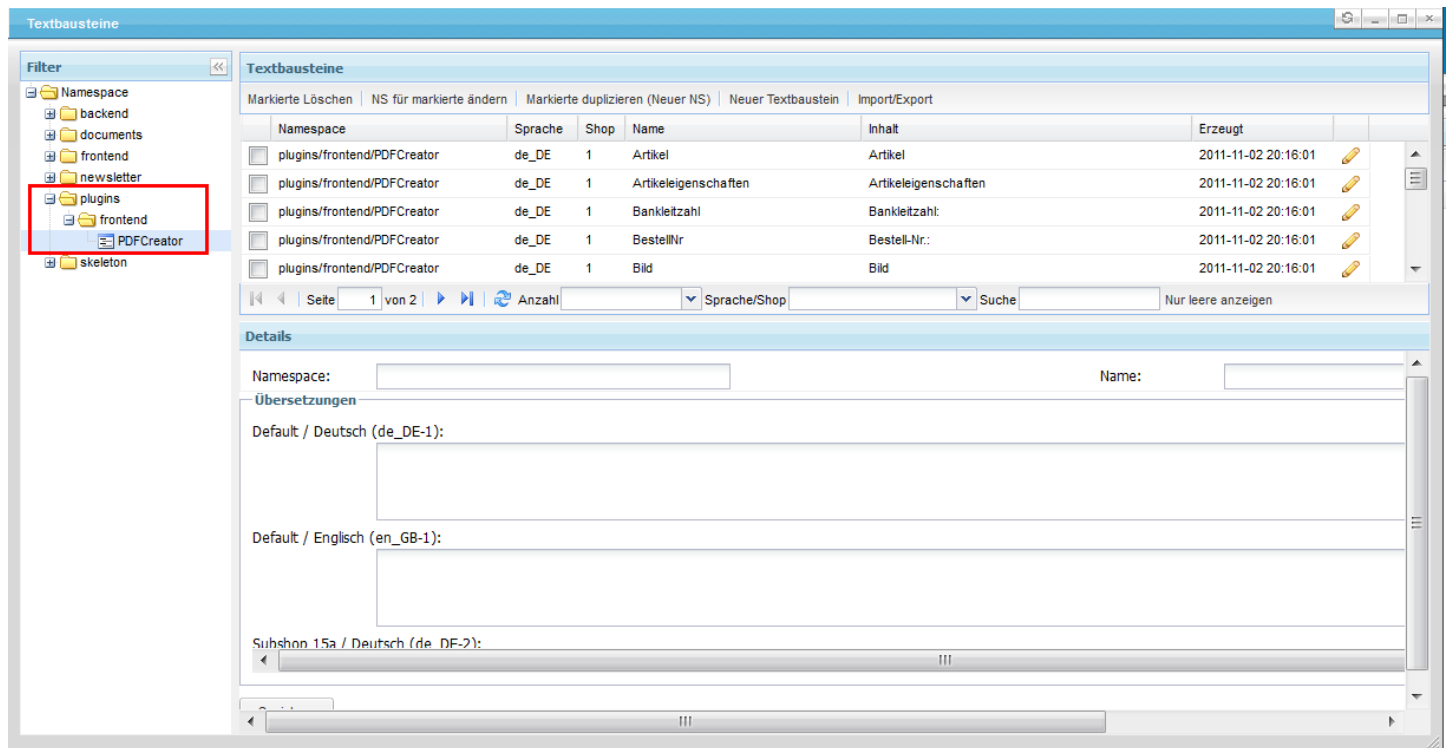 Textbausteine
Filter
Namespace
backend
documents
frontend
newsletter
plugins
frontend
PDFCreator
skeleton
Textbausteine
Markierte Löschen NS für markierte ändern Markierte duplizieren (Neuer NS) Neuer Textbaustein Import/Export
Namespace Sprache Shop Name Inhalt Erzeugt
plugins/frontend/PDFCreator de_DE 1 Artikel Artikel 2011-11-02 20:16:01
plugins/frontend/PDFCreator de_DE 1 Artikeleigenschaften Artikeleigenschaften 2011-11-02 20:16:01
plugins/frontend/PDFCreator de_DE 1 Bankleitzahl Bankleitzahl: 2011-11-02 20:16:01
plugins/frontend/PDFCreator de_DE 1 BestellNr Bestell-Nr.: 2011-11-02 20:16:01
plugins/frontend/PDFCreator de_DE 1 Bild Bild 2011-11-02 20:16:01
Seite 1 von 2 Anzahl Sprache/Shop Suche Nur leere anzeigen
Details
Namespace: Name:
Übersetzungen
Default / Deutsch (de_DE-1):
Default / Englisch (en_GB-1):
Subshop 15a / Deutsch (de_DE-2):